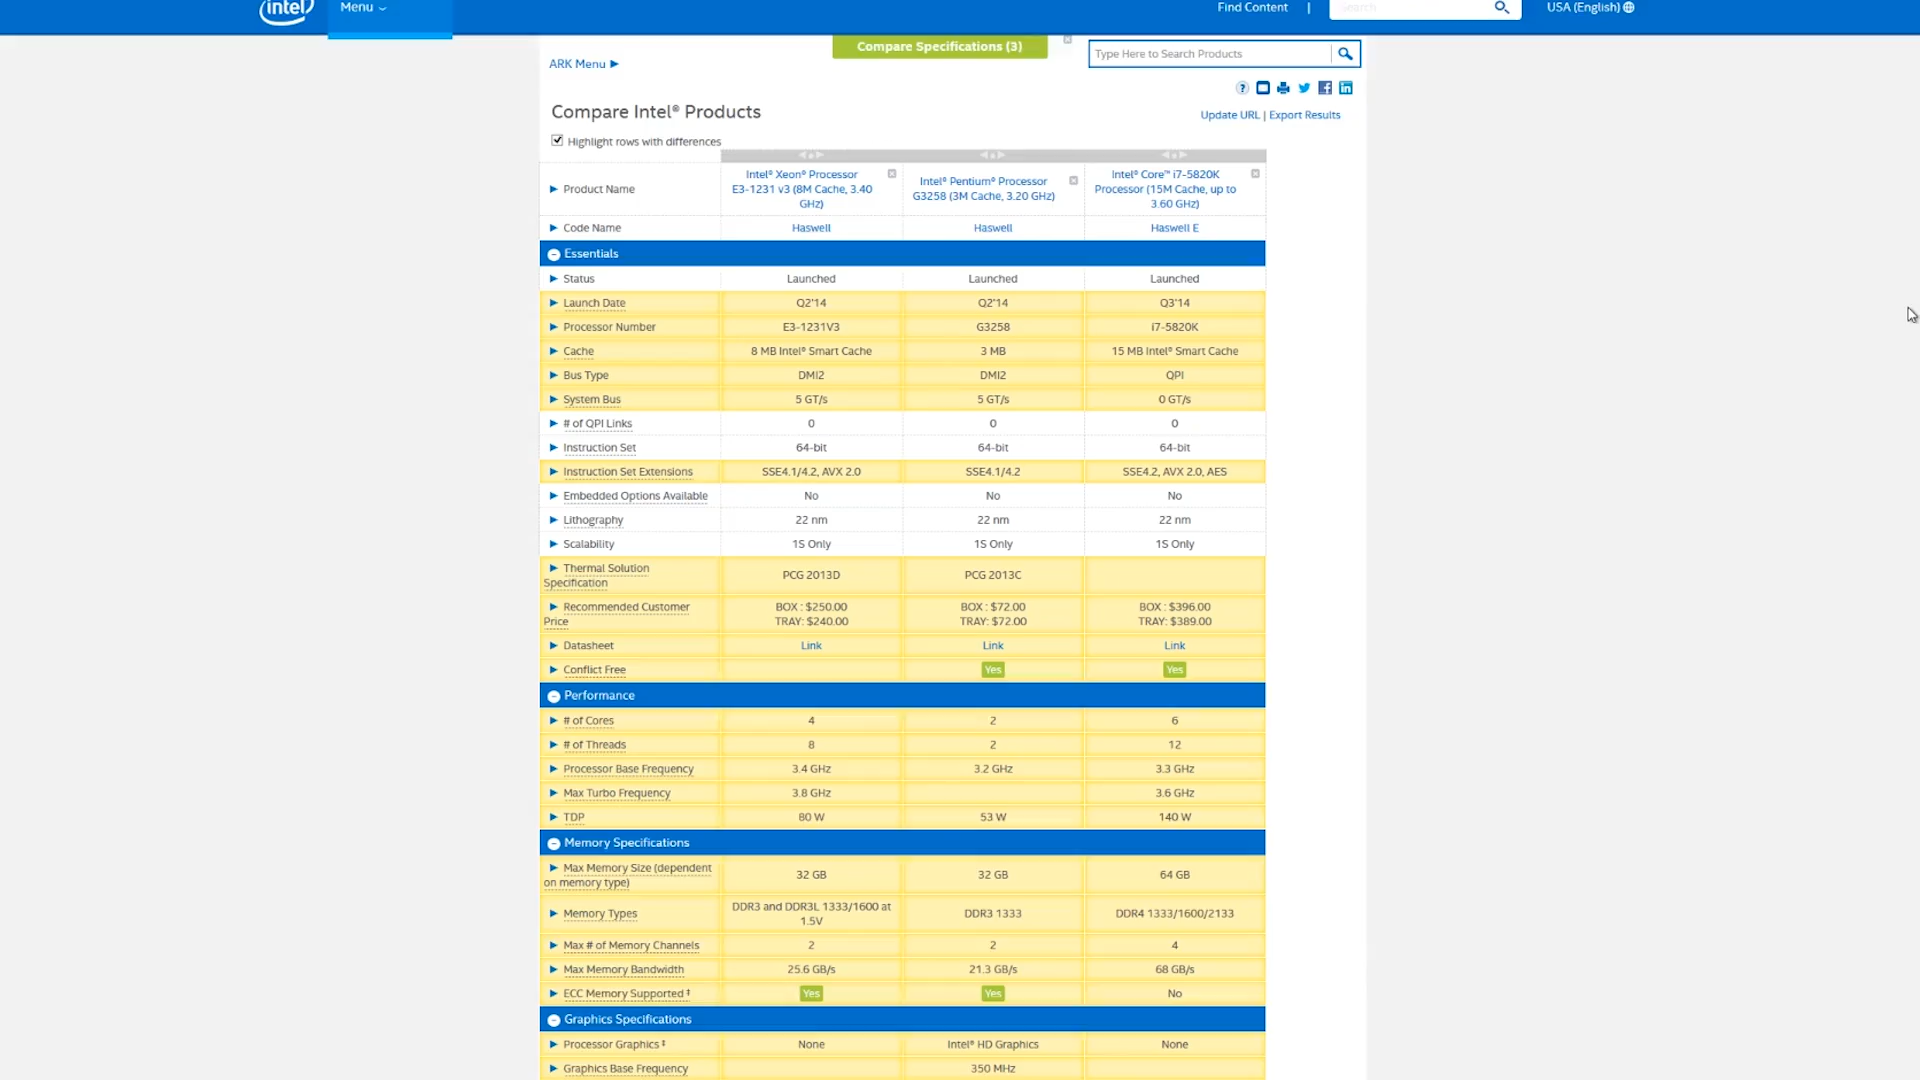 intel
Menu
Find Content | Search USA (English)
Compare Specifications (3)
Type Here to Search Products
ARK Menu
Compare Intel® Products
Update URL | Export Results
Highlight rows with differences
Product Name
Intel® Xeon® Processor
E3-1231 v3 (8M Cache, 3.40
GHz)
Intel® Pentium® Processor
G3258 (3M Cache, 3.20 GHz)
Intel® Core™ i7-5820K
Processor (15M Cache, up to
3.60 GHz)
Code Name Haswell Haswell Haswell E
Essentials
Status Launched Launched Launched
Launch Date Q2'14 Q2'14 Q3'14
Processor Number E3-1231V3 G3258 i7-5820K
Cache 8 MB Intel® Smart Cache 3 MB 15 MB Intel® Smart Cache
Bus Type DMI2 DMI2 QPI
System Bus 5 GT/s 5 GT/s 0 GT/s
# of QPI Links 0 0 0
Instruction Set 64-bit 64-bit 64-bit
Instruction Set Extensions SSE4.1/4.2, AVX 2.0 SSE4.1/4.2 SSE4.2, AVX 2.0, AES
Embedded Options Available No No No
Lithography 22 nm 22 nm 22 nm
Scalability 1S Only 1S Only 1S Only
Thermal Solution
Specification
PCG 2013D PCG 2013C
Recommended Customer
Price
BOX : $250.00
TRAY: $240.00
BOX : $72.00
TRAY: $72.00
BOX : $396.00
TRAY: $389.00
Datasheet Link Link Link
Conflict Free Yes Yes
Performance
# of Cores 4 2 6
# of Threads 8 2 12
Processor Base Frequency 3.4 GHz 3.2 GHz 3.3 GHz
Max Turbo Frequency 3.8 GHz 3.6 GHz
TDP 80 W 53 W 140 W
Memory Specifications
Max Memory Size (dependent
on memory type)
32 GB 32 GB 64 GB
Memory Types
DDR3 and DDR3L 1333/1600 at
1.5V
DDR3 1333
DDR4 1333/1600/2133
Max # of Memory Channels 2 2 4
Max Memory Bandwidth 25.6 GB/s 21.3 GB/s 68 GB/s
ECC Memory Supported ‡ Yes Yes No
Graphics Specifications
Processor Graphics ‡ None Intel® HD Graphics None
Graphics Base Frequency 350 MHz